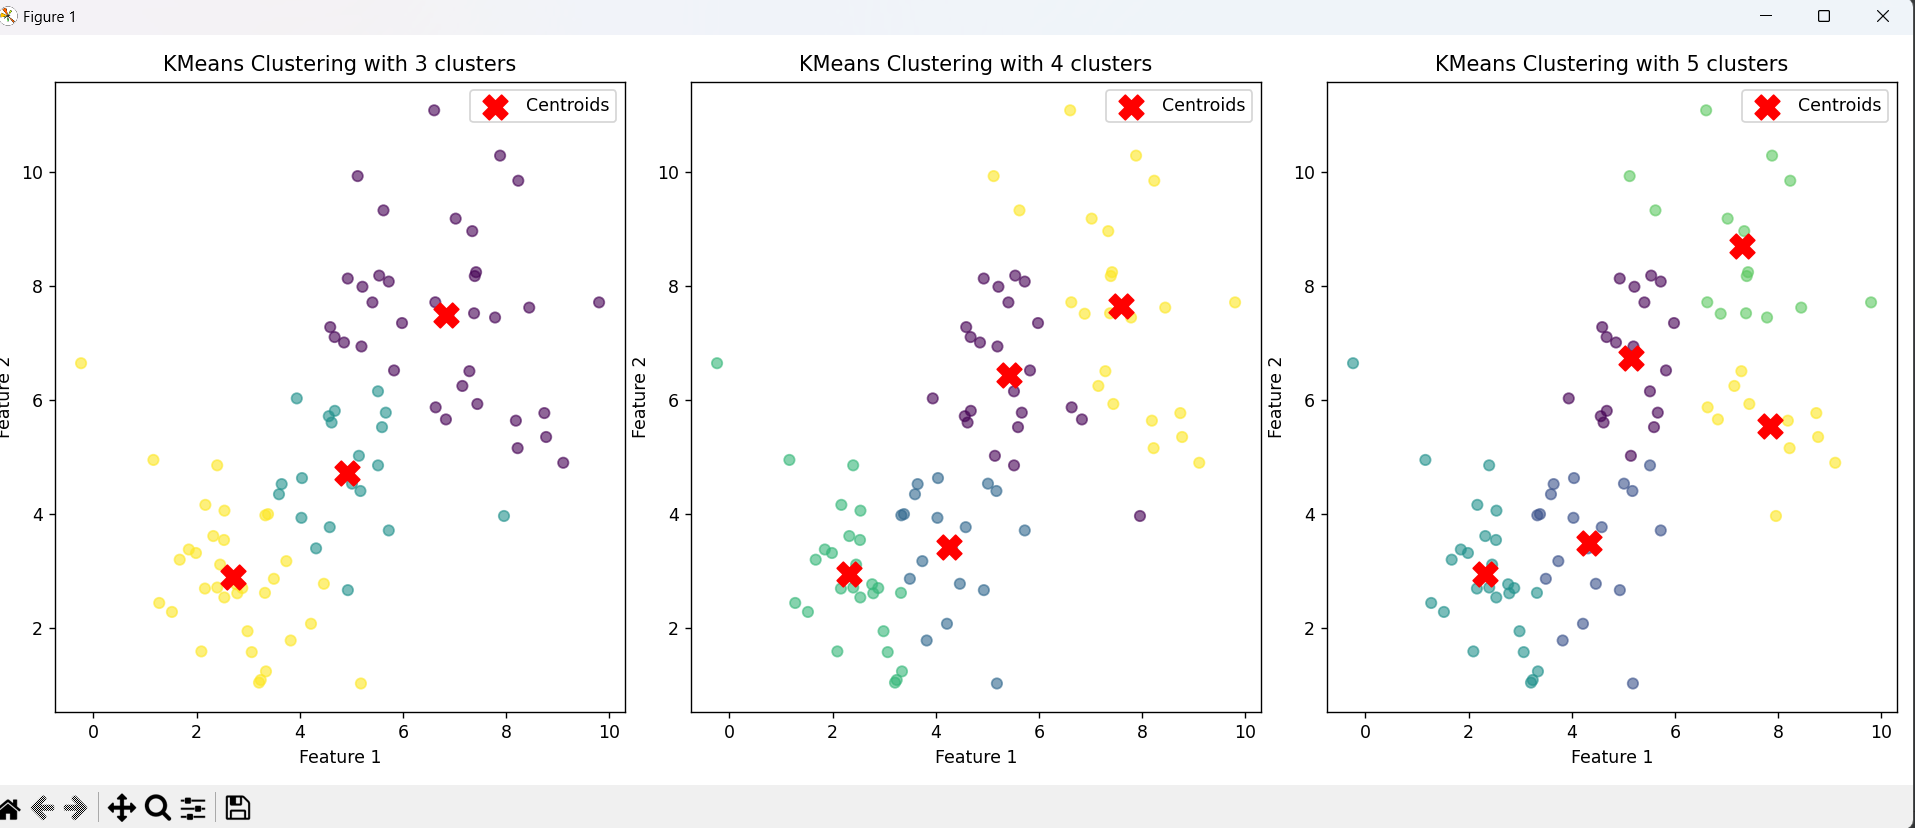 Figure 1
KMeans Clustering with 3 clusters
Centroids
10
8
6
4
2
Feature 2
0 2 4 6 8 10
Feature 1
KMeans Clustering with 4 clusters
Centroids
10
8
6
4
2
Feature 2
0 2 4 6 8 10
Feature 1
KMeans Clustering with 5 clusters
Centroids
10
8
6
4
2
Feature 2
0 2 4 6 8 10
Feature 1